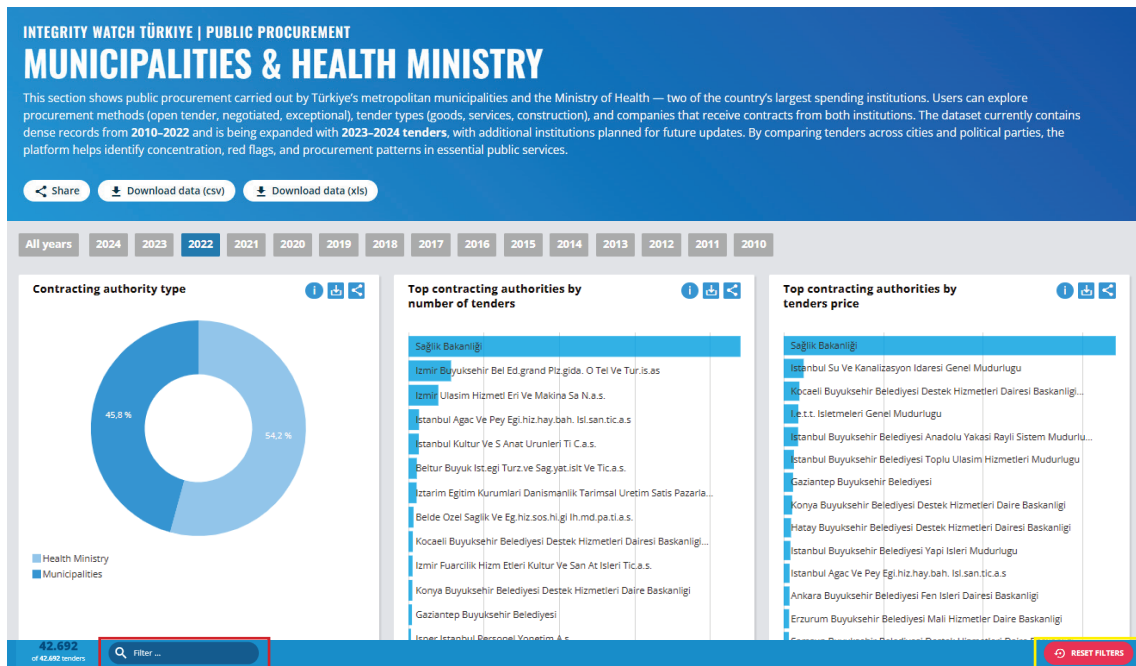 INTEGRITY WATCH TÜRKIYE | PUBLIC PROCUREMENT
MUNICIPALITIES & HEALTH MINISTRY
This section shows public procurement carried out by Türkiye's metropolitan municipalities and the Ministry of Health — two of the country's largest spending institutions. Users can explore
procurement methods (open tender, negotiated, exceptional), tender types (goods, services, construction), and companies that receive contracts from both institutions. The dataset currently contains
dense records from 2010–2022 and is being expanded with 2023–2024 tenders, with additional institutions planned for future updates. By comparing tenders across cities and political parties, the
platform helps identify concentration, red flags, and procurement patterns in essential public services.
Share
Download data (csv)
Download data (xls)
All years
2024
2023
2022
2021
2020
2019
2018
2017
2016
2015
2014
2013
2012
2011
2010
Contracting authority type
45,8 %
54,2 %
Health Ministry
Municipalities
Top contracting authorities by
number of tenders
Sağlik Bakanliği
Izmir Buyuksehir Bel Ed.grand Plz.gida. O Tel Ve Tur.is.as
Izmir Ulasim Hizmetl Eri Ve Makina Sa N.a.s.
Istanbul Agac Ve Pey Egi.hiz.hay.bah. Isl.san.tic.a.s
Istanbul Kultur Ve S Anat Urunleri Ti C.a.s.
Beltur Buyuk Ist.egi Turz.ve Sag.yat.islt Ve Tic.a.s.
Iztarim Egitim Kurumlari Danismanlik Tarimsal Uretim Satis Pazarla...
Belde Ozel Saglik Ve Eg.hiz.sos.hi.gi Ih.md.pa.ti.a.s.
Kocaeli Buyuksehir Belediyesi Destek Hizmetleri Dairesi Baskanligi...
Izmir Fuarcilik Hizm Etleri Kultur Ve San At Isleri Tic.a.s.
Konya Buyuksehir Belediyesi Destek Hizmetleri Daire Baskanligi
Gaziantep Buyuksehir Belediyesi
Isper Istanbul Personel Yonetim A.s.
Top contracting authorities by
tenders price
Sağlik Bakanliği
Istanbul Su Ve Kanalizasyon Idaresi Genel Mudurlugu
Kocaeli Buyuksehir Belediyesi Destek Hizmetleri Dairesi Baskanligi...
I.e.t.t. Isletmeleri Genel Mudurlugu
Istanbul Buyuksehir Belediyesi Anadolu Yakasi Rayli Sistem Mudurlu...
Istanbul Buyuksehir Belediyesi Toplu Ulasim Hizmetleri Mudurlugu
Gaziantep Buyuksehir Belediyesi
Konya Buyuksehir Belediyesi Destek Hizmetleri Daire Baskanligi
Hatay Buyuksehir Belediyesi Destek Hizmetleri Dairesi Baskanligi
Istanbul Buyuksehir Belediyesi Yapi Isleri Mudurlugu
Istanbul Agac Ve Pey Egi.hiz.hay.bah. Isl.san.tic.a.s
Ankara Buyuksehir Belediyesi Fen Isleri Dairesi Baskanligi
Erzurum Buyuksehir Belediyesi Mali Hizmetler Daire Baskanligi
42.692
of 42.692 tenders
Filter ...
RESET FILTERS